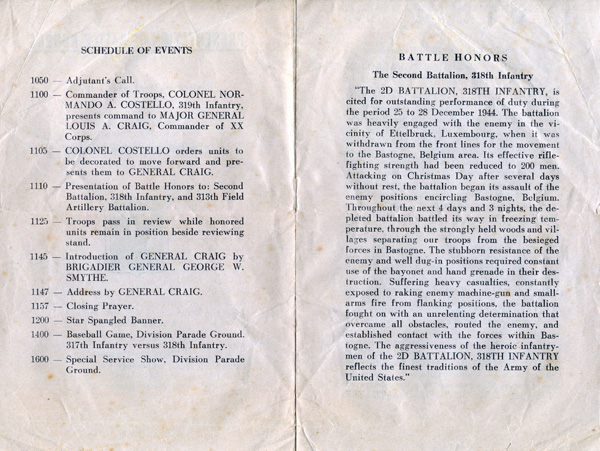 SCHEDULE OF EVENTS
1050 — Adjutant's Call.
1100 — Commander of Troops, COLONEL NOR-
MANDO A. COSTELLO, 319th Infantry,
presents command to MAJOR GENERAL
LOUIS A. CRAIG, Commander of XX
Corps.
1105 — COLONEL COSTELLO orders units to
be decorated to move forward and pre-
sents them to GENERAL CRAIG.
1110 — Presentation of Battle Honors to: Second
Battalion, 318th Infantry, and 313th Field
Artillery Battalion.
1125 — Troops pass in review while honored
units remain in position beside reviewing
stand.
1145 — Introduction of GENERAL CRAIG by
BRIGADIER GENERAL GEORGE W.
SMYTHE.
1147 — Address by GENERAL CRAIG.
1157 — Closing Prayer.
1200 — Star Spangled Banner.
1400 — Baseball Game, Division Parade Ground.
317th Infantry versus 318th Infantry.
1600 — Special Service Show, Division Parade
Ground.
BATTLE HONORS
The Second Battalion, 318th Infantry
"The 2D BATTALION, 318TH INFANTRY, is
cited for outstanding performance of duty during
the period 25 to 28 December 1944. The battalion
was heavily engaged with the enemy in the vi-
cinity of Ettelbruck, Luxembourg, when it was
withdrawn from the front lines for the movement
to the Bastogne, Belgium area. Its effective rifle-
fighting strength had been reduced to 200 men.
Attacking on Christmas Day after several days
without rest, the battalion began its assault of the
enemy positions encircling Bastogne, Belgium.
Throughout the next 4 days and 3 nights, the de-
pleted battalion battled its way in freezing tem-
perature, through the strongly held woods and vil-
lages separating our troops from the besieged
forces in Bastogne. The stubborn resistance of the
enemy and well dug-in positions required constant
use of the bayonet and hand grenade in their des-
truction. Suffering heavy casualties, constantly
exposed to raking enemy machine-gun and small-
arms fire from flanking positions, the battalion
fought on with an unrelenting determination that
overcame all obstacles, routed the enemy, and
established contact with the forces within Bas-
togne. The aggressiveness of the heroic infantry-
men of the 2D BATTALION, 318TH INFANTRY
reflects the finest traditions of the Army of the
United States."